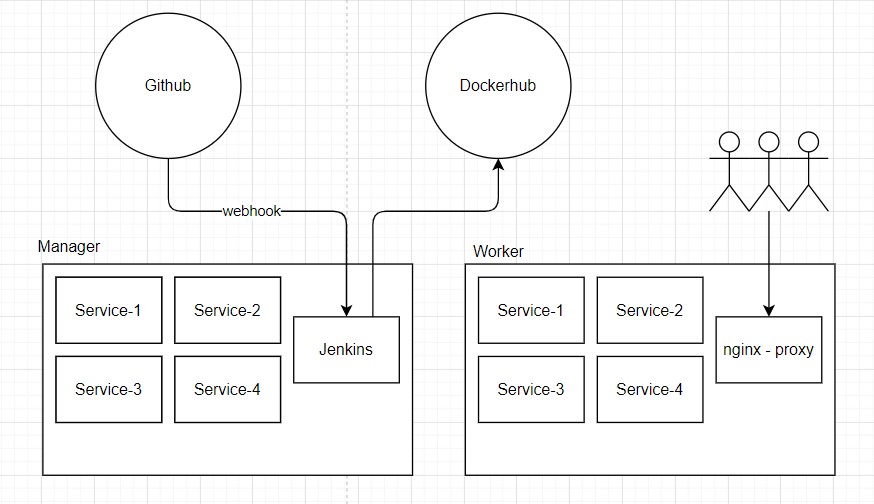 Github
Dockerhub
webhook
Manager
Worker
Service-1
Service-2
Service-3
Service-4
Jenkins
Service-1
Service-2
Service-3
Service-4
nginx - proxy